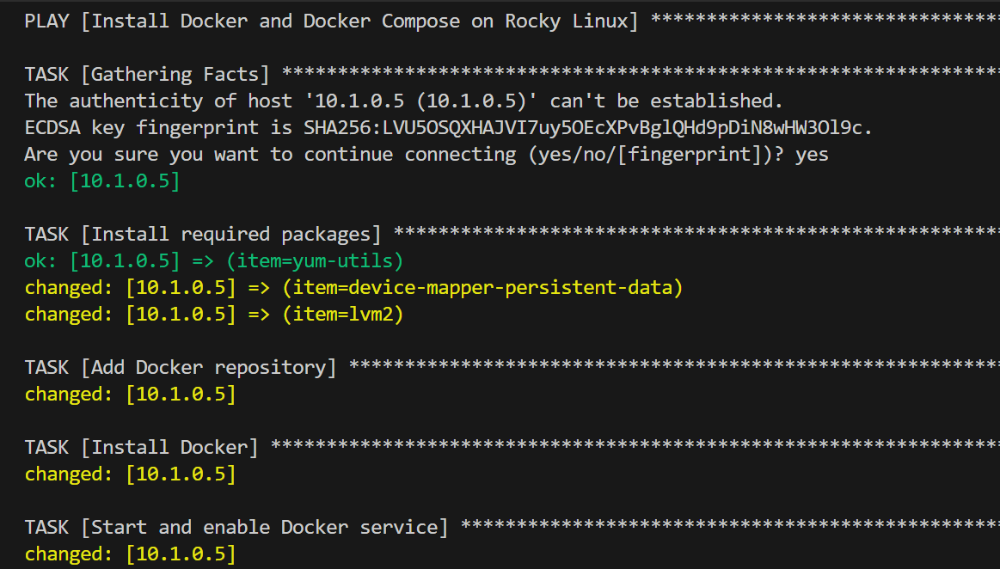 PLAY [Install Docker and Docker Compose on Rocky Linux] *******************************
TASK [Gathering Facts] ****************************************************************
The authenticity of host '10.1.0.5 (10.1.0.5)' can't be established.
ECDSA key fingerprint is SHA256:LVU5OSQXHAJVI7uy5OEcXPvBglQHd9pDiN8wHW3Ol9c.
Are you sure you want to continue connecting (yes/no/[fingerprint])? yes
ok: [10.1.0.5]
TASK [Install required packages] ******************************************************
ok: [10.1.0.5] => (item=yum-utils)
changed: [10.1.0.5] => (item=device-mapper-persistent-data)
changed: [10.1.0.5] => (item=lvm2)
TASK [Add Docker repository] **********************************************************
changed: [10.1.0.5]
TASK [Install Docker] *****************************************************************
changed: [10.1.0.5]
TASK [Start and enable Docker service] ************************************************
changed: [10.1.0.5]